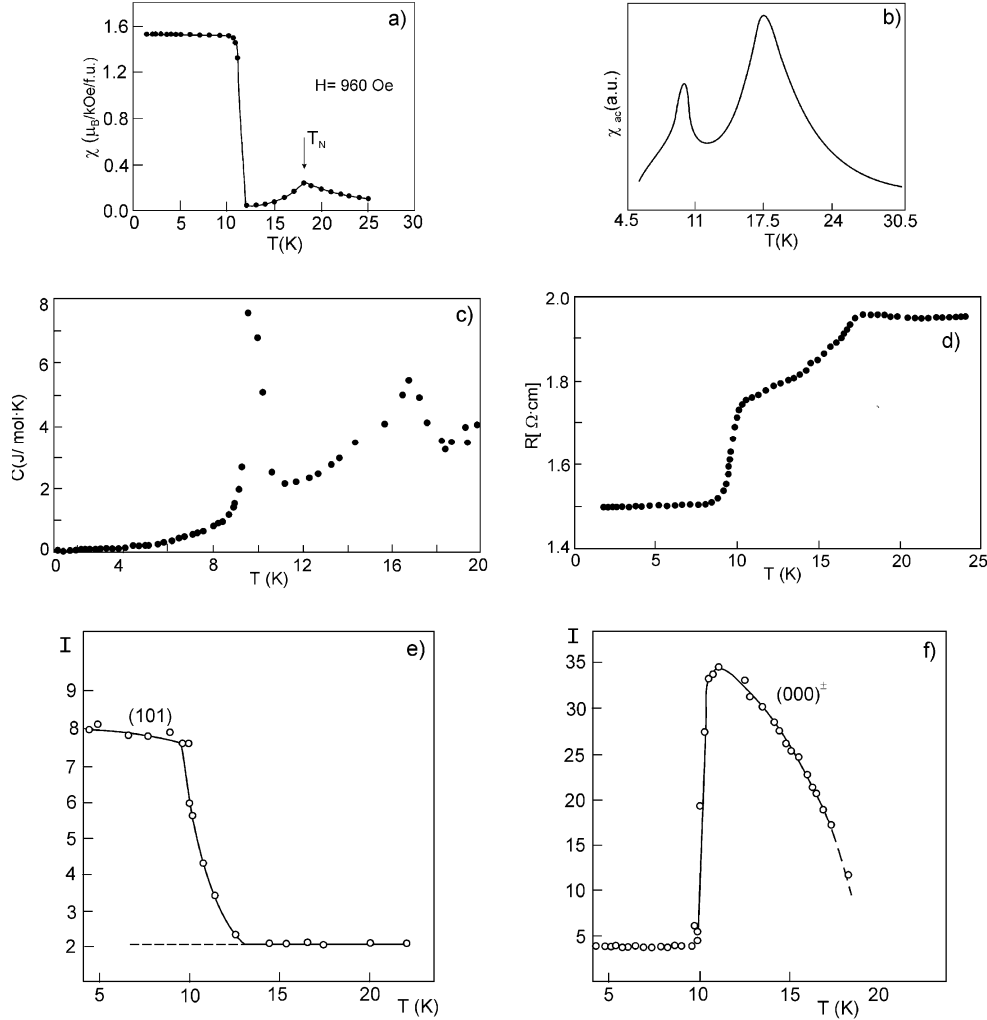 a)
1.6
1.2
0.8
0.4
0.0
χ (μB/kOe/f.u.)
H= 960 Oe
TN
0 5 10 15 20 25 30
T(K)
b)
χ ac(a.u.)
4.5 11 17.5 24 30.5
T(K)
c)
8
6
4
2
0
C(J/ mol·K)
0 4 8 12 16 20
T (K)
d)
2.0
1.8
1.6
1.4
R[ Ω·cm]
0 5 10 15 20 25
T (K)
e)
I
9
8
7
6
5
4
3
2
(101)
5 10 15 20
T (K)
f)
I
35
30
25
20
15
10
5
(000)±
5 10 15 20
T (K)